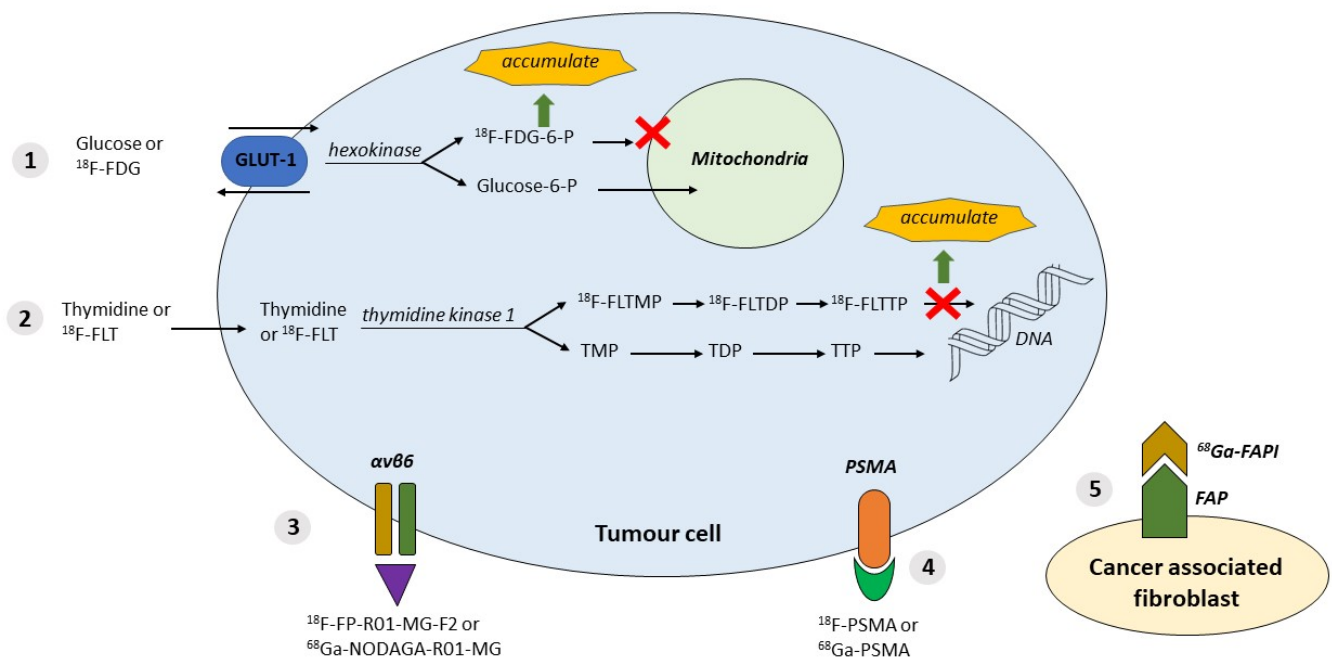 accumulate
1
Glucose or
¹⁸F-FDG
GLUT-1
hexokinase
¹⁸F-FDG-6-P
Glucose-6-P
Mitochondria
accumulate
2
Thymidine or
¹⁸F-FLT
Thymidine
or ¹⁸F-FLT
thymidine kinase 1
¹⁸F-FLTMP
¹⁸F-FLTDP
¹⁸F-FLTTP
TMP
TDP
TTP
DNA
3
αvβ6
¹⁸F-FP-R01-MG-F2 or
⁶⁸Ga-NODAGA-R01-MG
Tumour cell
PSMA
4
¹⁸F-PSMA or
⁶⁸Ga-PSMA
5
⁶⁸Ga-FAPI
FAP
Cancer associated
fibroblast